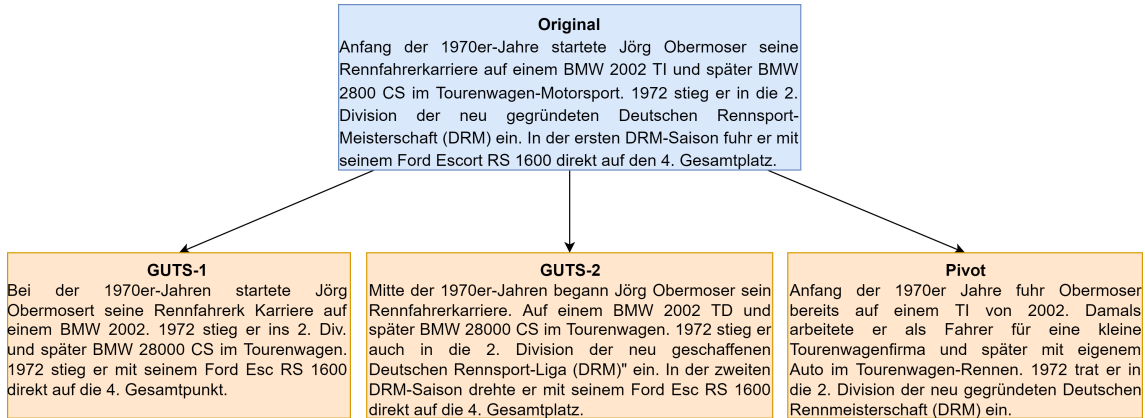 Original
Anfang der 1970er-Jahre startete Jörg Obermoser seine
Rennfahrerkarriere auf einem BMW 2002 TI und später BMW
2800 CS im Tourenwagen-Motorsport. 1972 stieg er in die 2.
Division der neu gegründeten Deutschen Rennsport-
Meisterschaft (DRM) ein. In der ersten DRM-Saison fuhr er mit
seinem Ford Escort RS 1600 direkt auf den 4. Gesamtplatz.
GUTS-1
Bei der 1970er-Jahren startete Jörg
Obermosert seine Rennfahrerk Karriere auf
einem BMW 2002. 1972 stieg er ins 2. Div.
und später BMW 28000 CS im Tourenwagen.
1972 stieg er mit seinem Ford Esc RS 1600
direkt auf die 4. Gesamtpunkt.
GUTS-2
Mitte der 1970er-Jahren begann Jörg Obermoser sein
Rennfahrerkarriere. Auf einem BMW 2002 TD und
später BMW 28000 CS im Tourenwagen. 1972 stieg er
auch in die 2. Division der neu geschaffenen
Deutschen Rennsport-Liga (DRM)" ein. In der zweiten
DRM-Saison drehte er mit seinem Ford Esc RS 1600
direkt auf die 4. Gesamtplatz.
Pivot
Anfang der 1970er Jahre fuhr Obermoser
bereits auf einem TI von 2002. Damals
arbeitete er als Fahrer für eine kleine
Tourenwagenfirma und später mit eigenem
Auto im Tourenwagen-Rennen. 1972 trat er in
die 2. Division der neu gegründeten Deutschen
Rennmeisterschaft (DRM) ein.